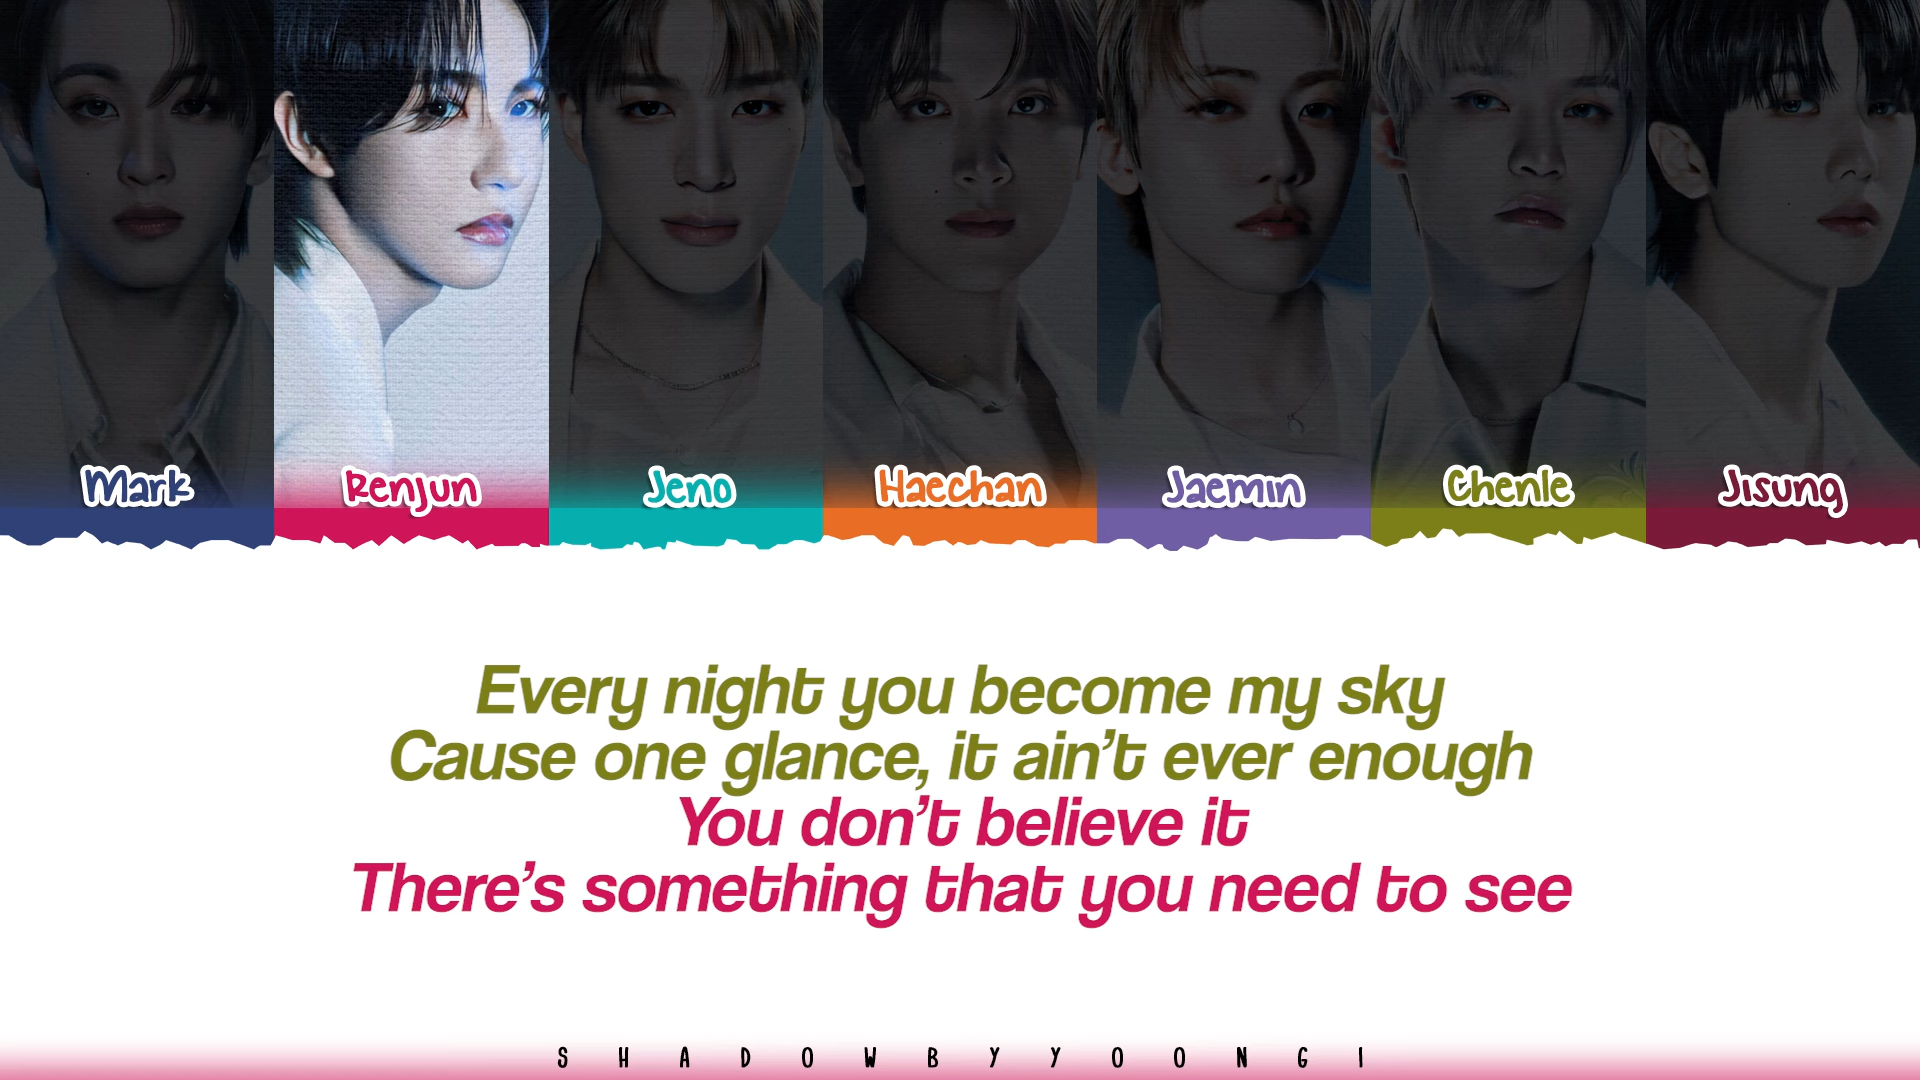 Mark Renjun Jeno Haechan Jaemin Chenle Jisung
Every night you become my sky
Cause one glance, it ain't ever enough
You don't believe it
There's something that you need to see
SHADOWBYYOONGI